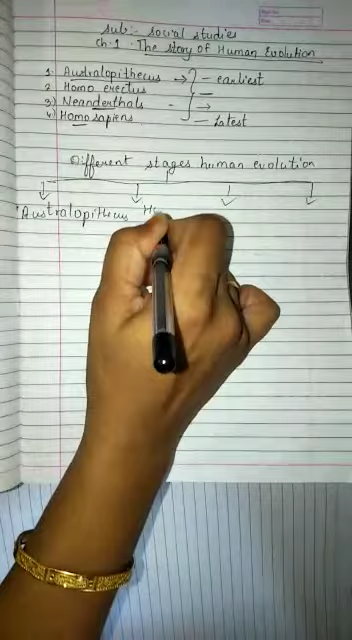 Sub:- Social studies
Ch-1 - The story of Human Evolution
1) Australopithecus → - earliest
2 Homo erectus -
3) Neanderthals - →
4) Homo sapiens - Latest
Different stages human evolution
Australopithcus H